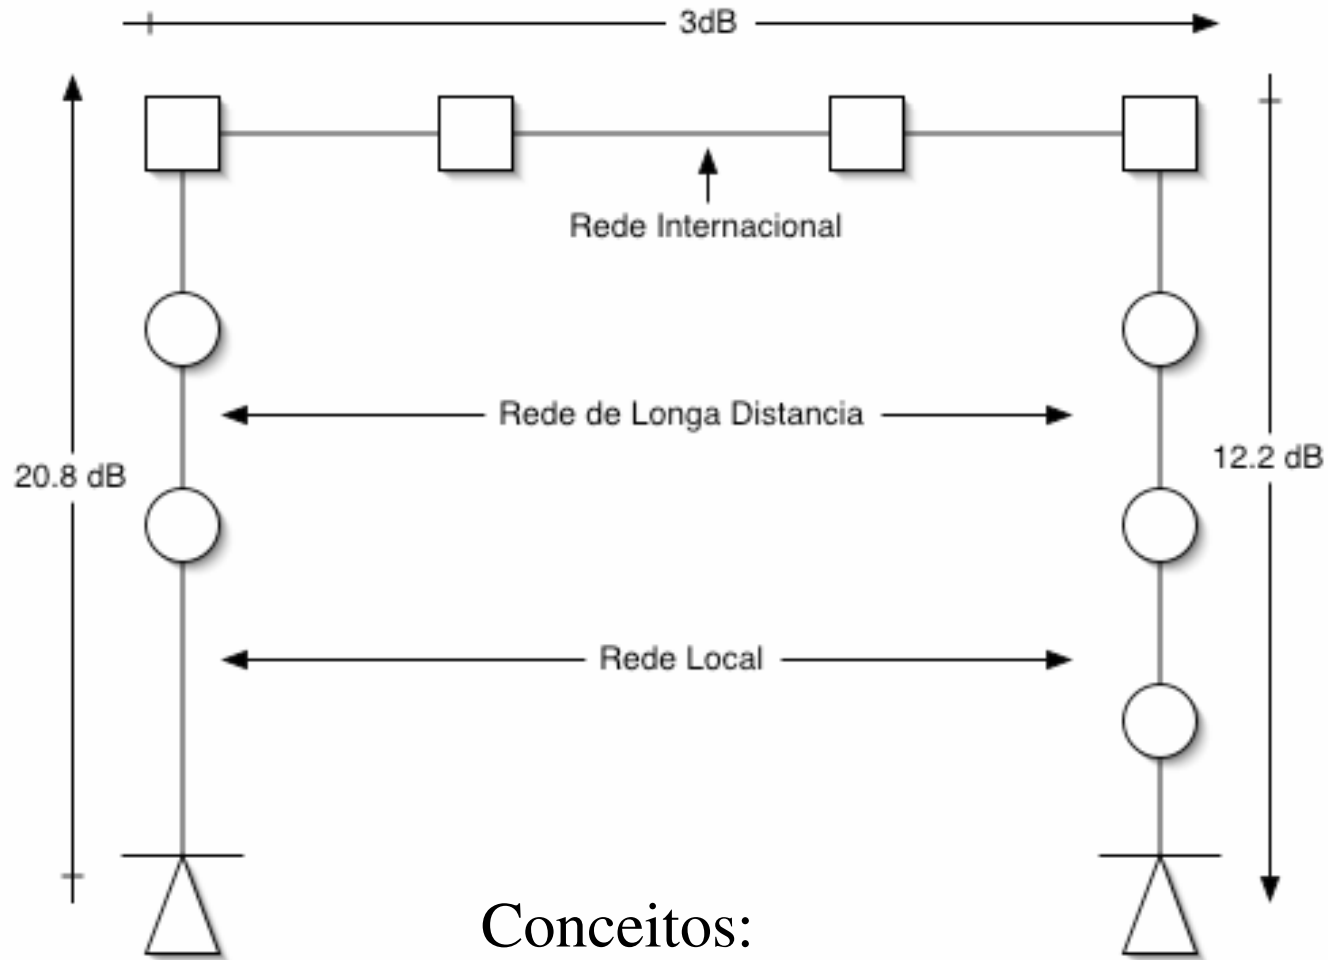 3dB
Rede Internacional
Rede de Longa Distancia
20.8 dB
12.2 dB
Rede Local
Conceitos: